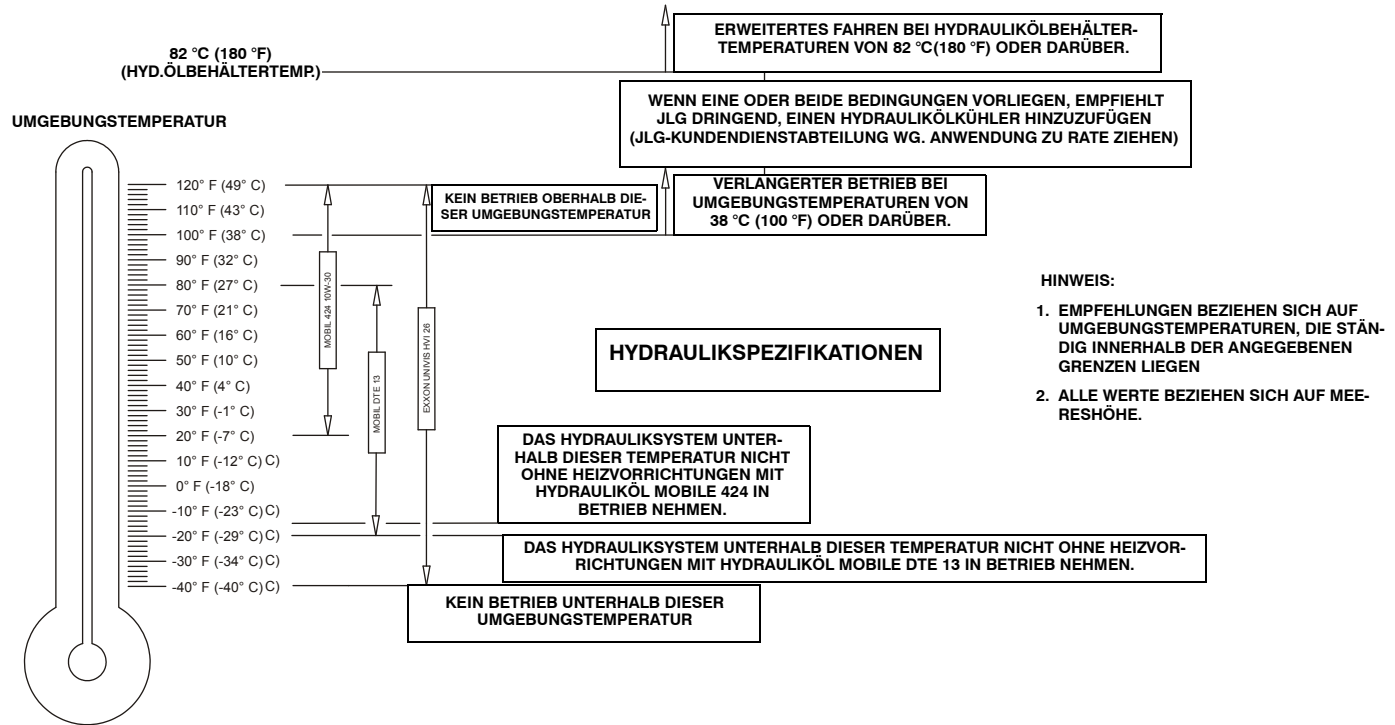 82 °C (180 °F)
(HYD.ÖLBEHÄLTERTEMP.)
ERWEITERTES FAHREN BEI HYDRAULIKÖLBEHÄLTER-
TEMPERATUREN VON 82 °C(180 °F) ODER DARÜBER.
WENN EINE ODER BEIDE BEDINGUNGEN VORLIEGEN, EMPFIEHLT
JLG DRINGEND, EINEN HYDRAULIKÖLKÜHLER HINZUZUFÜGEN
(JLG-KUNDENDIENSTABTEILUNG WG. ANWENDUNG ZU RATE ZIEHEN)
UMGEBUNGSTEMPERATUR
120° F (49° C)
110° F (43° C)
100° F (38° C)
90° F (32° C)
80° F (27° C)
70° F (21° C)
60° F (16° C)
50° F (10° C)
40° F (4° C)
30° F (-1° C)
20° F (-7° C)
10° F (-12° C) C)
0° F (-18° C)
-10° F (-23° C) C)
-20° F (-29° C) C)
-30° F (-34° C) C)
-40° F (-40° C) C)
MOBIL 424 10W-30
MOBIL DTE 13
EXXON UNIVIS HVI 26
KEIN BETRIEB OBERHALB DIE-
SER UMGEBUNGSTEMPERATUR
VERLANGERTER BETRIEB BEI
UMGEBUNGSTEMPERATUREN VON
38 °C (100 °F) ODER DARÜBER.
HYDRAULIKSPEZIFIKATIONEN
HINWEIS:
1. EMPFEHLUNGEN BEZIEHEN SICH AUF
UMGEBUNGSTEMPERATUREN, DIE STÄN-
DIG INNERHALB DER ANGEGEBENEN
GRENZEN LIEGEN
2. ALLE WERTE BEZIEHEN SICH AUF MEE-
RESHÖHE.
DAS HYDRAULIKSYSTEM UNTER-
HALB DIESER TEMPERATUR NICHT
OHNE HEIZVORRICHTUNGEN MIT
HYDRAULIKÖL MOBILE 424 IN
BETRIEB NEHMEN.
DAS HYDRAULIKSYSTEM UNTERHALB DIESER TEMPERATUR NICHT OHNE HEIZVOR-
RICHTUNGEN MIT HYDRAULIKÖL MOBILE DTE 13 IN BETRIEB NEHMEN.
KEIN BETRIEB UNTERHALB DIESER
UMGEBUNGSTEMPERATUR